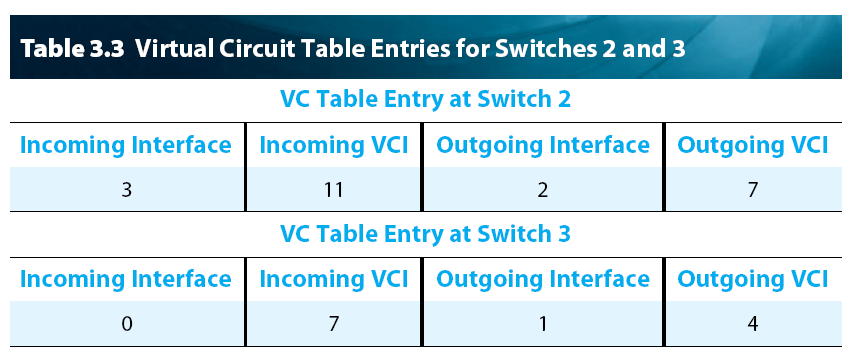 Table 3.3 Virtual Circuit Table Entries for Switches 2 and 3
VC Table Entry at Switch 2
Incoming Interface Incoming VCI Outgoing Interface Outgoing VCI
3 11 2 7
VC Table Entry at Switch 3
Incoming Interface Incoming VCI Outgoing Interface Outgoing VCI
0 7 1 4